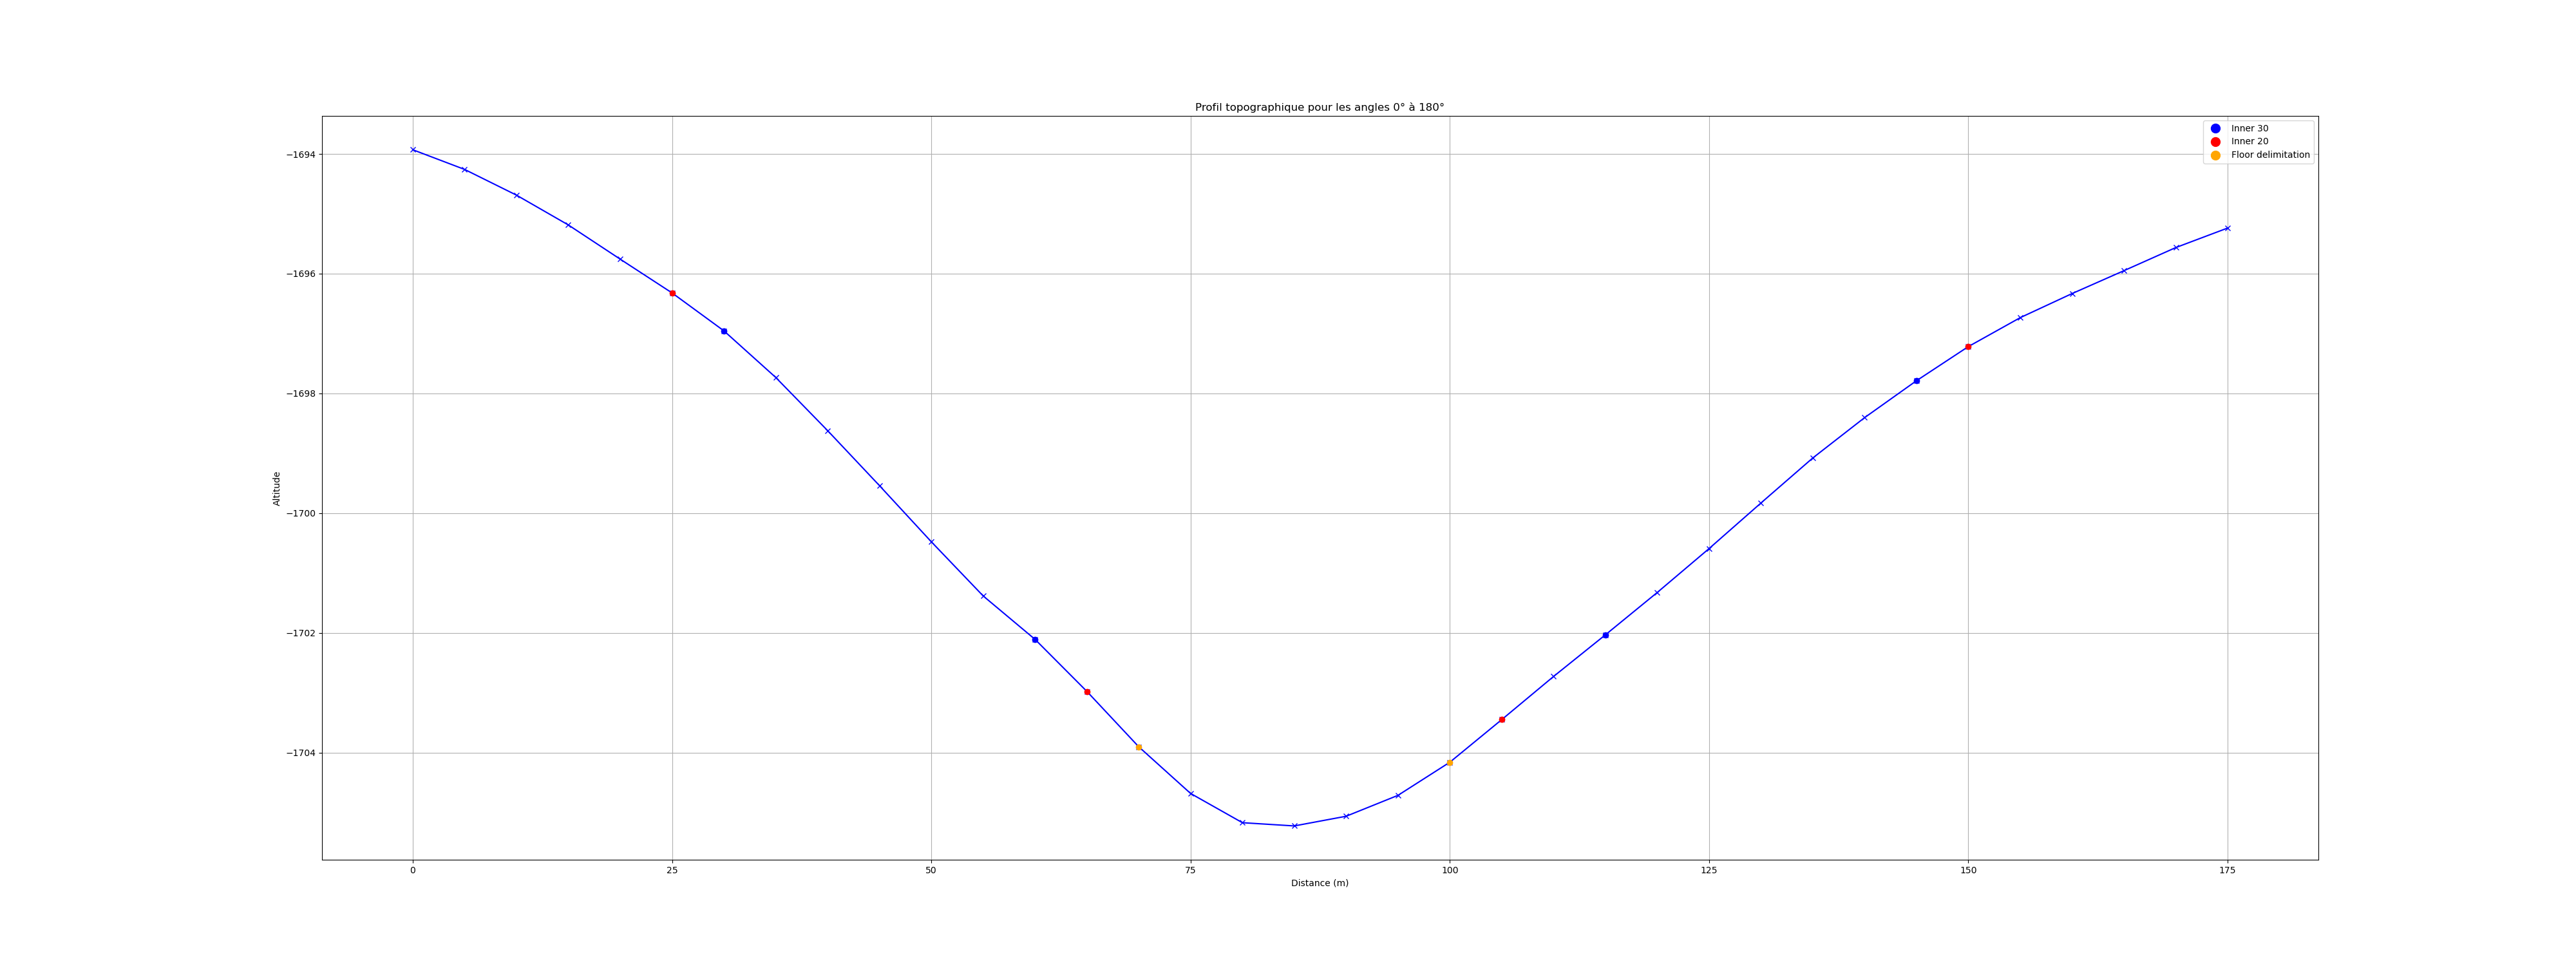 Profil topographique pour les angles 0° à 180°
Inner 30
Inner 20
Floor delimitation
Altitude
−1694
−1696
−1698
−1700
−1702
−1704
0 25 50 75 100 125 150 175
Distance (m)